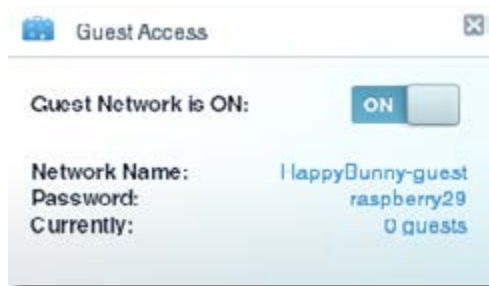 Guest Access
Guest Network is ON:
ON
Network Name: HappyBunny-guest
Password: raspberry29
Currently: 0 guests